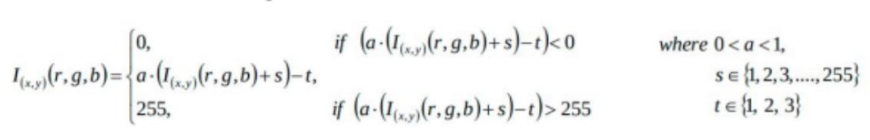 0, if (a·(I(x,y)(r,g,b)+s)−t)<0 where 0<a<1,
I(x,y)(r,g,b)={a·(I(x,y)(r,g,b)+s)−t, s∈{1,2,3,....,255}
255, if (a·(I(x,y)(r,g,b)+s)−t)>255 t∈{1, 2, 3}